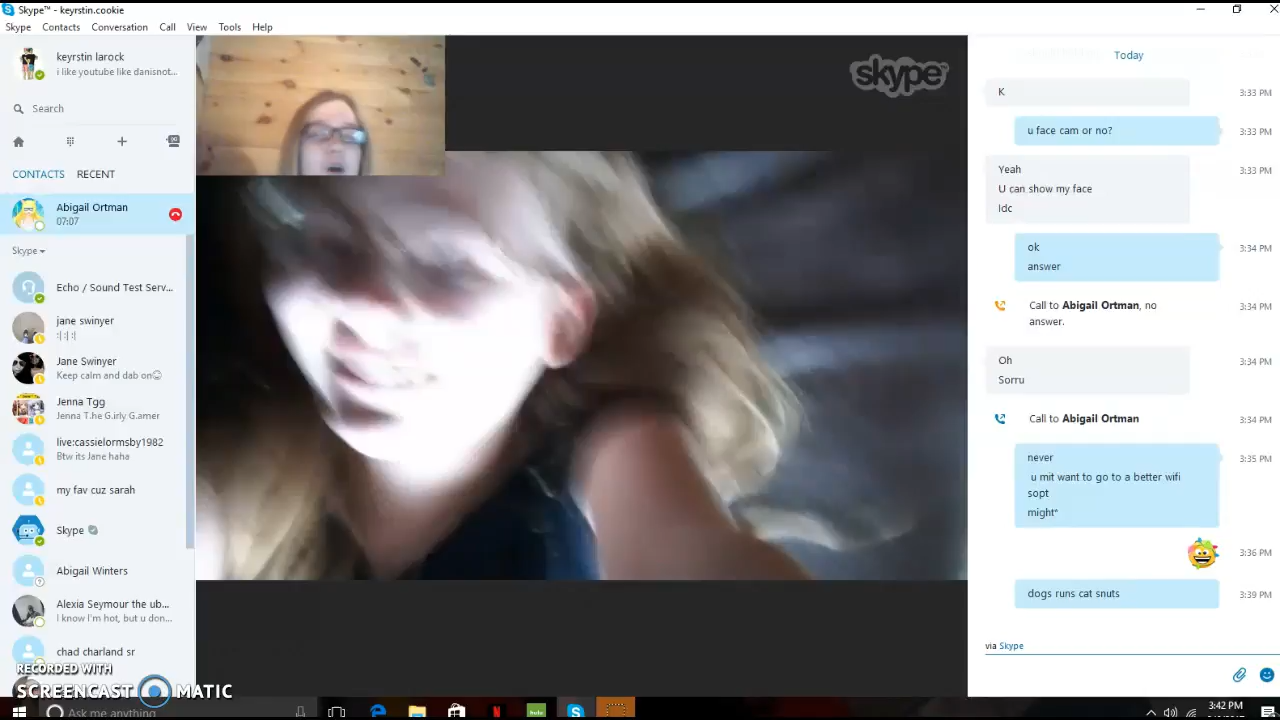 Skype™ - keyrstin.cookie
Skype Contacts Conversation Call View Tools Help
keyrstin larock
i like youtube like danisnot...
Search
CONTACTS RECENT
Abigail Ortman
07:07
Skype
Echo / Sound Test Serv...
jane swinyer
Jane Swinyer
Keep calm and dab on
Jenna Tgg
Jenna T.he G.irly G.amer
live:cassielormsby1982
Btw its Jane haha
my fav cuz sarah
Skype
Abigail Winters
Alexia Seymour the ub...
I know I'm hot, but u don...
chad charland sr
RECORDED WITH
SCREENCAST MATIC
Ask me anything
skype™
Today
K 3:33 PM
u face cam or no? 3:33 PM
Yeah 3:33 PM
U can show my face
Idc
ok 3:34 PM
answer
Call to Abigail Ortman, no 3:34 PM
answer.
Oh 3:34 PM
Sorru
Call to Abigail Ortman 3:34 PM
never 3:35 PM
u mit want to go to a better wifi
sopt
might*
3:36 PM
dogs runs cat snuts 3:39 PM
via Skype
hulu
3:42 PM